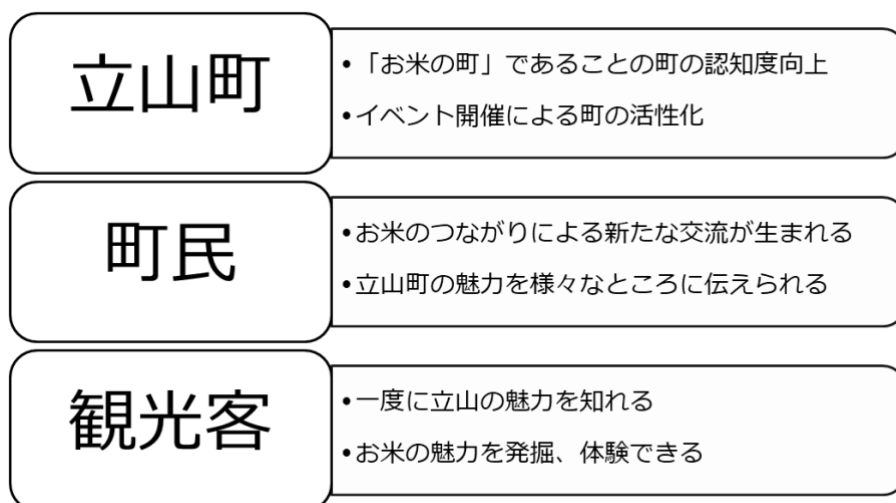 立山町
•「お米の町」であることの町の認知度向上
•イベント開催による町の活性化
町民
•お米のつながりによる新たな交流が生まれる
•立山町の魅力を様々なところに伝えられる
観光客
•一度に立山の魅力を知れる
•お米の魅力を発掘、体験できる